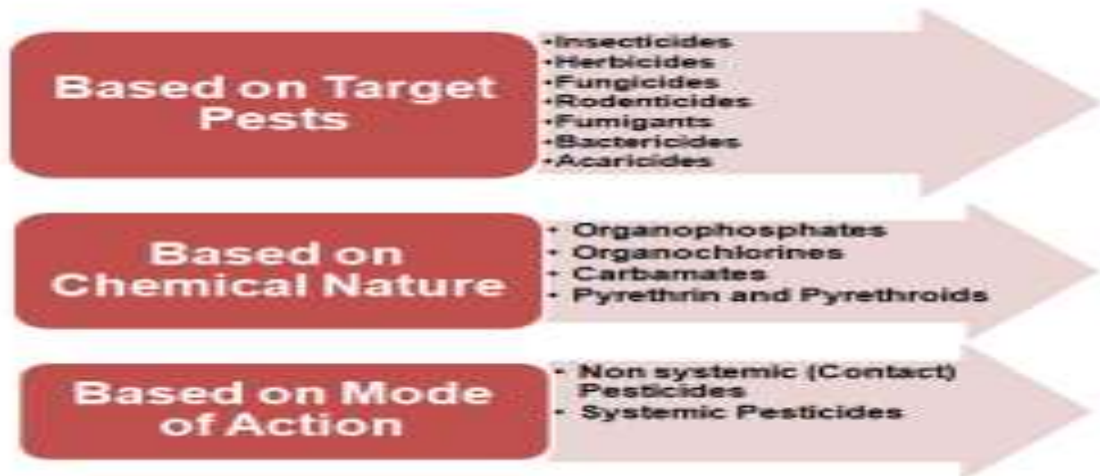 Based on Target
Pests
•Insecticides
•Herbicides
•Fungicides
•Rodenticides
•Fumigants
•Bactericides
•Acaricides
Based on
Chemical Nature
• Organophosphates
• Organochlorines
• Carbamates
• Pyrethrin and Pyrethroids
Based on Mode
of Action
• Non systemic (Contact)
Pesticides
• Systemic Pesticides